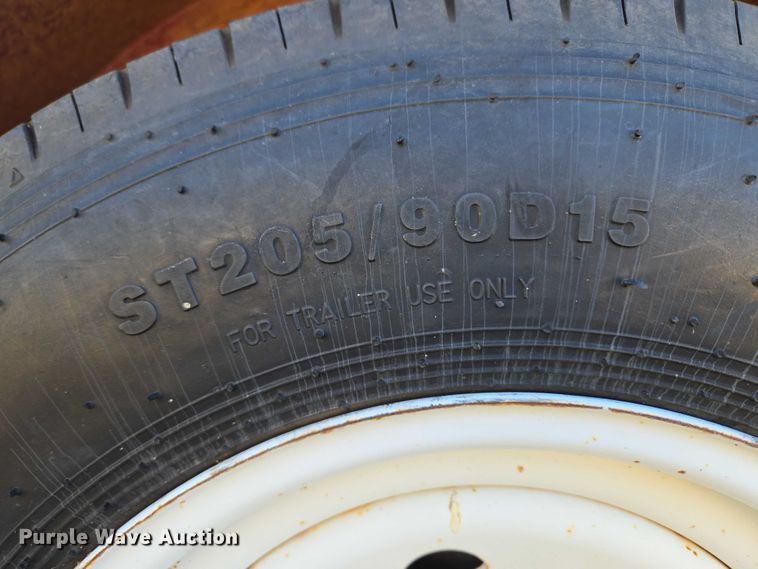 ST205/90D15
FOR TRAILER USE ONLY
Purple Wave Auction